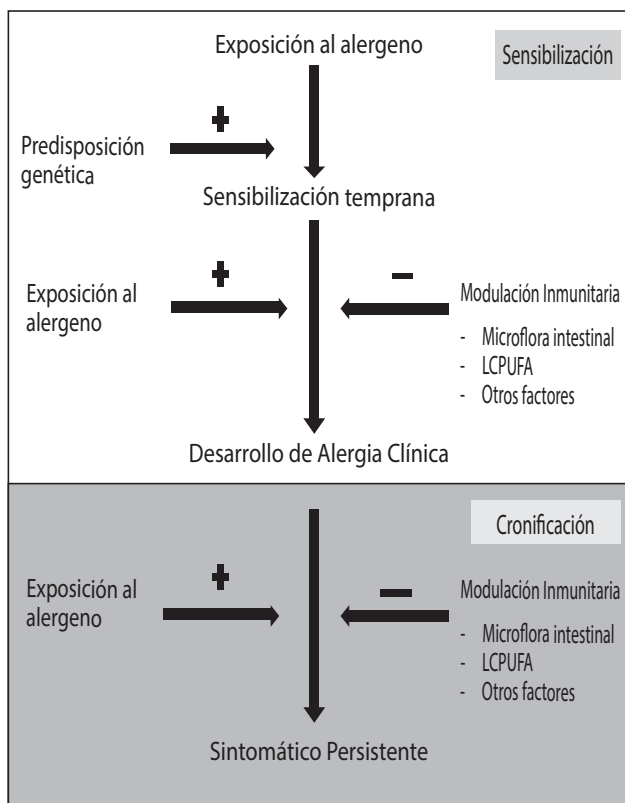 Exposición al alergeno
Sensibilización
+
Predisposición
genética
Sensibilización temprana
+
−
Exposición al
alergeno
Modulación Inmunitaria
- Microflora intestinal
- LCPUFA
- Otros factores
Desarrollo de Alergia Clínica
Cronificación
+
−
Exposición al
alergeno
Modulación Inmunitaria
- Microflora intestinal
- LCPUFA
- Otros factores
Sintomático Persistente